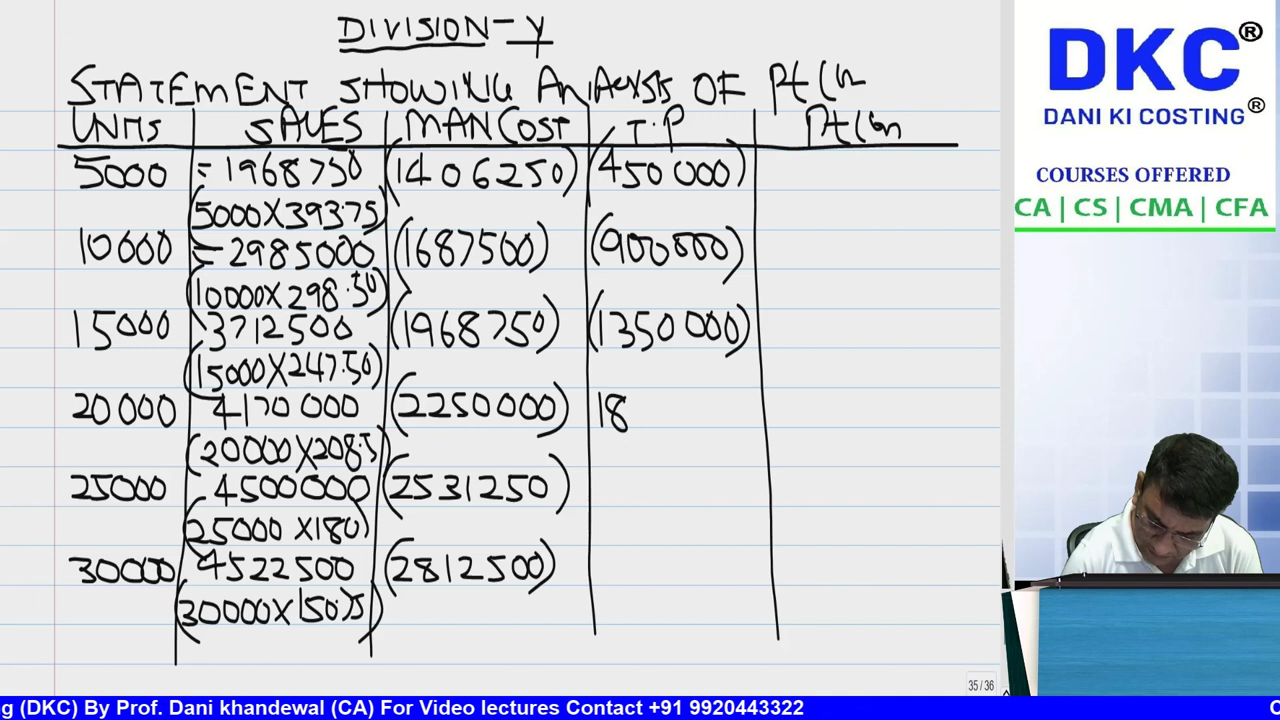 DIVISION-Y
STATEMENT SHOWING ANALYSIS OF Pt/ln
UNITS SALES MAN COST T.P Pt/ln
5000 = 1968750 (1406250) (450000)
(5000X393.75)
10000 = 2985000 (1687500) (900000)
(10000X298.50)
15000 3712500 (1968750) (1350000)
(15000X247.50)
20000 4170000 (2250000) 18
(20000X208.5)
25000 4500000 (2531250)
(25000X180)
30000 4522500 (2812500)
(30000X150.75)
35/36
DKC®
DANI KI COSTING®
COURSES OFFERED
CA | CS | CMA | CFA
g (DKC) By Prof. Dani khandewal (CA) For Video lectures Contact +91 9920443322